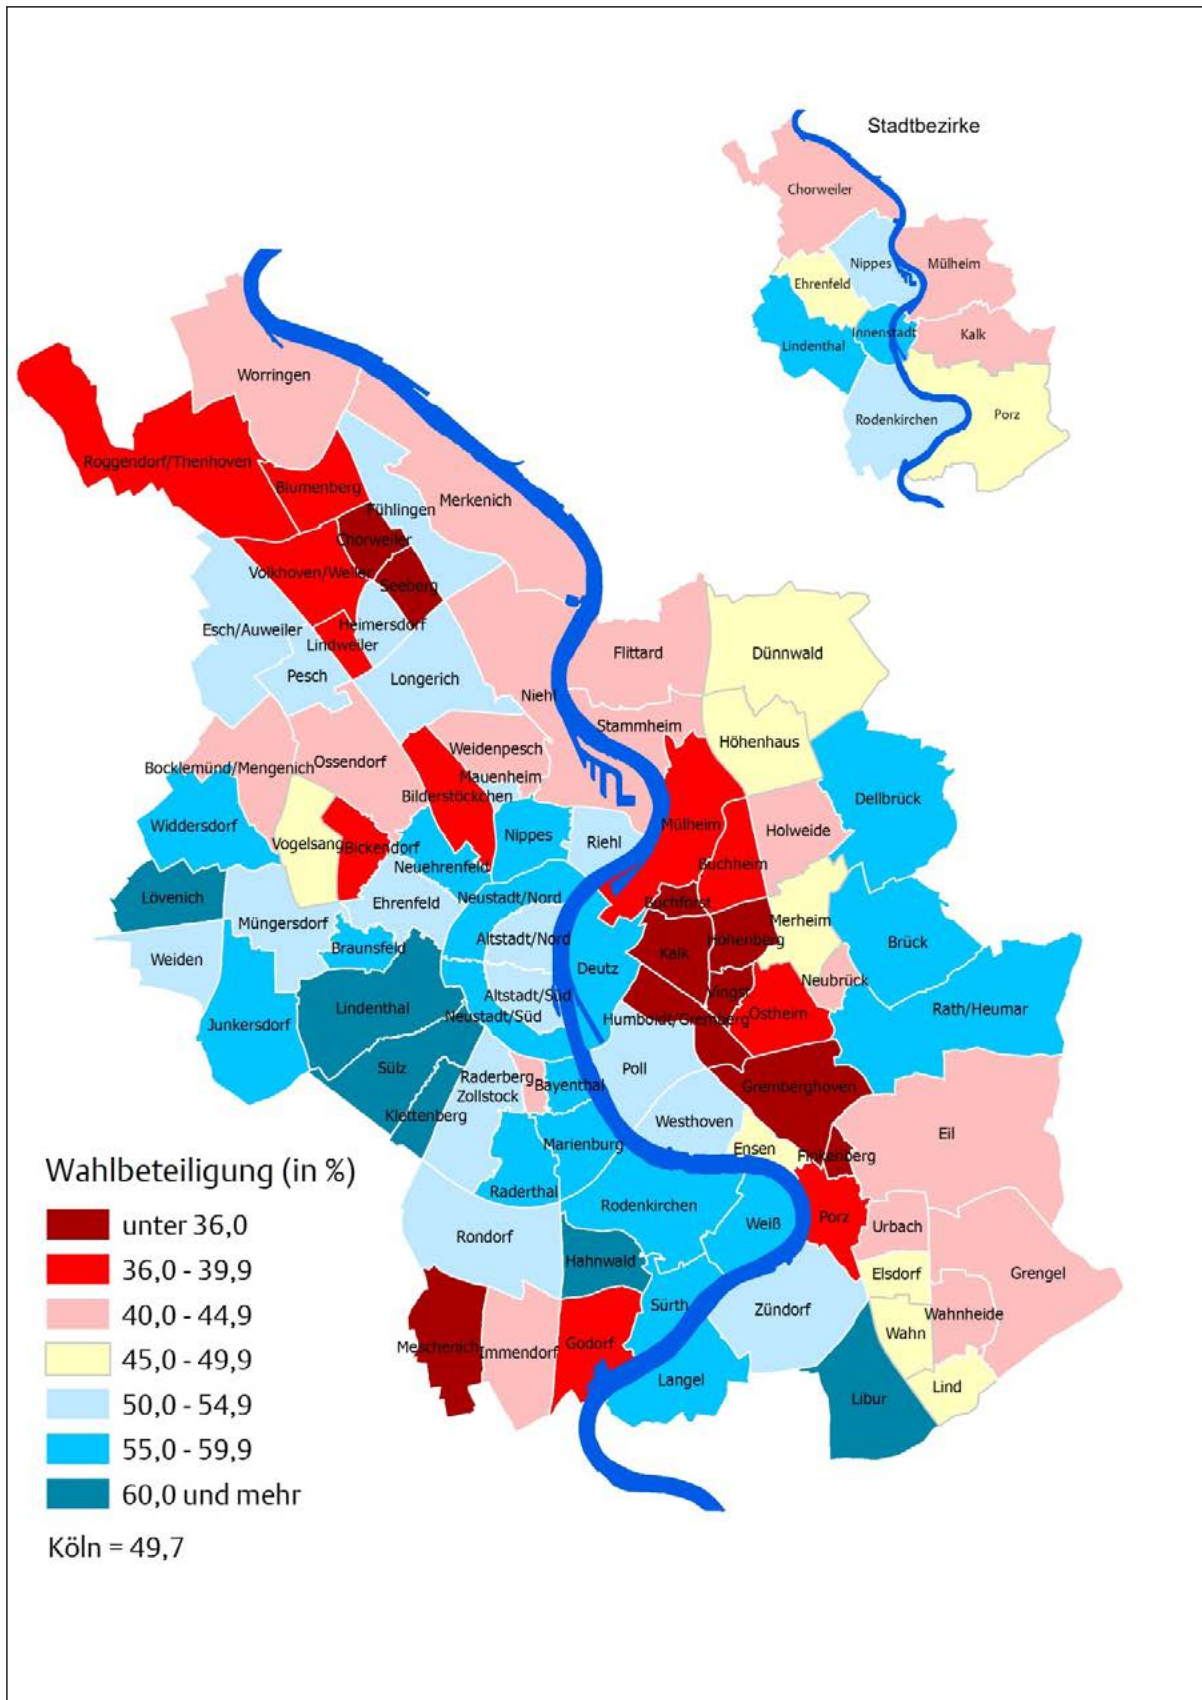 Stadtbezirke
Chorweiler
Nippes
Mülheim
Ehrenfeld
Innenstadt
Kalk
Lindenthal
Rodenkirchen
Porz
Worringen
Roggendorf/Thenhoven
Blumenberg
Merkenich
Fühlingen
Chorweiler
Volkhoven/Weiler
Seeberg
Esch/Auweiler
Heimersdorf
Lindweiler
Pesch
Longerich
Flittard
Dünnwald
Niehl
Stammheim
Höhenhaus
Weidenpesch
Ossendorf
Bocklemünd/Mengenich
Mauenheim
Bilderstöckchen
Dellbrück
Widdersdorf
Mülheim
Holweide
Nippes
Riehl
Vogelsang
Bickendorf
Neuehrenfeld
Buchheim
Lövenich
Ehrenfeld
Neustadt/Nord
Buchforst
Müngersdorf
Merheim
Altstadt/Nord
Höhenberg
Brück
Braunsfeld
Weiden
Kalk
Deutz
Neubrück
Vingst
Altstadt/Süd
Lindenthal
Neustadt/Süd
Humboldt/Gremberg
Ostheim
Rath/Heumar
Junkersdorf
Sülz
Poll
Raderberg
Zollstock
Bayenthal
Gremberghoven
Klettenberg
Westhoven
Eil
Marienburg
Ensen
Finkenberg
Raderthal
Rodenkirchen
Weiß
Porz
Urbach
Rondorf
Hahnwald
Elsdorf
Grengel
Sürth
Zündorf
Wahnheide
Wahn
Meschenich
Immendorf
Godorf
Langel
Lind
Libur
Wahlbeteiligung (in %)
unter 36,0
36,0 - 39,9
40,0 - 44,9
45,0 - 49,9
50,0 - 54,9
55,0 - 59,9
60,0 und mehr
Köln = 49,7